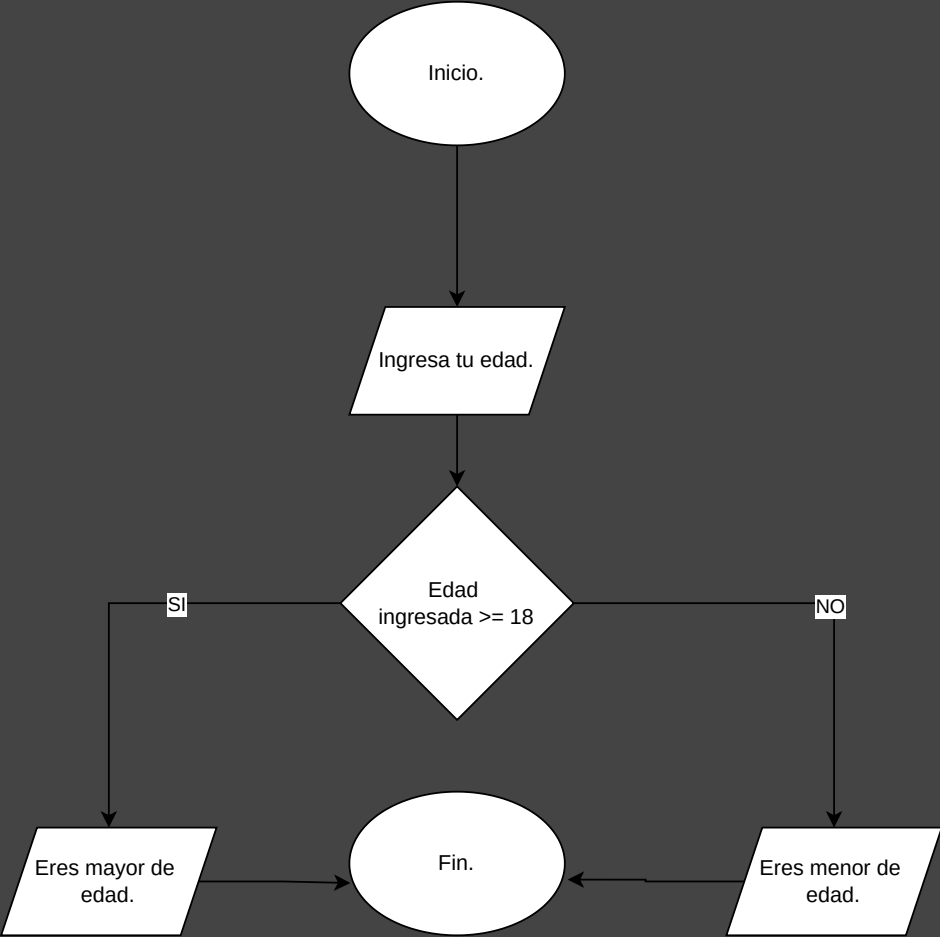 Inicio.
Ingresa tu edad.
Edad
ingresada >= 18
SI
NO
Eres mayor de
edad.
Fin.
Eres menor de
edad.